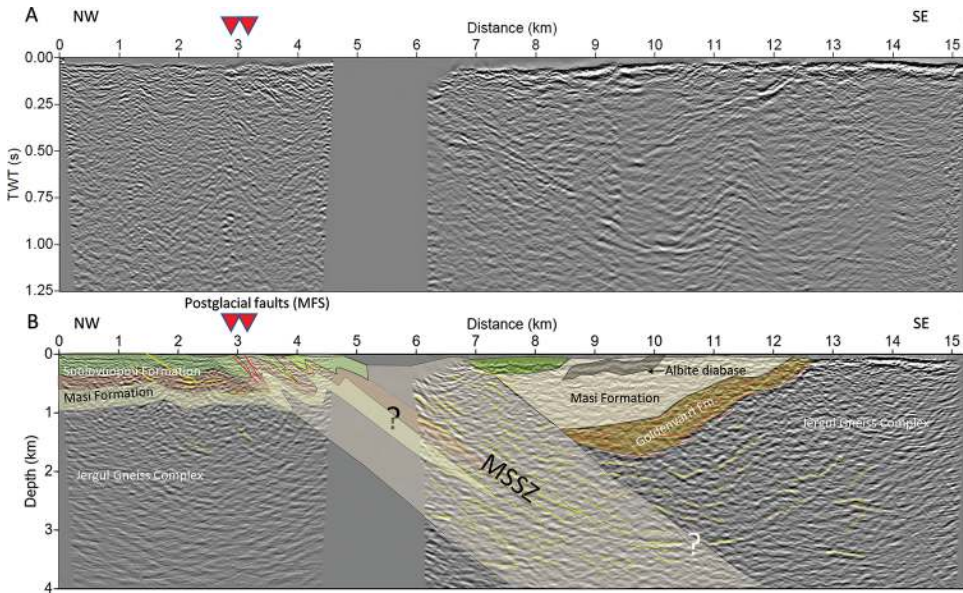 A
NW
SE
Distance (km)
0 1 2 3 4 5 6 7 8 9 10 11 12 13 14 15
0.00
0.25
0.50
0.75
1.00
1.25
TWT (s)
Postglacial faults (MFS)
B
NW
SE
Distance (km)
0 1 2 3 4 5 6 7 8 9 10 11 12 13 14 15
0
1
2
3
4
Depth (km)
Suoluvuopmi Formation
Masi Formation
Jergul Gneiss Complex
?
MSSZ
?
Albite diabase
Masi Formation
Goldenvárri Fm.
Jergul Gneiss Complex